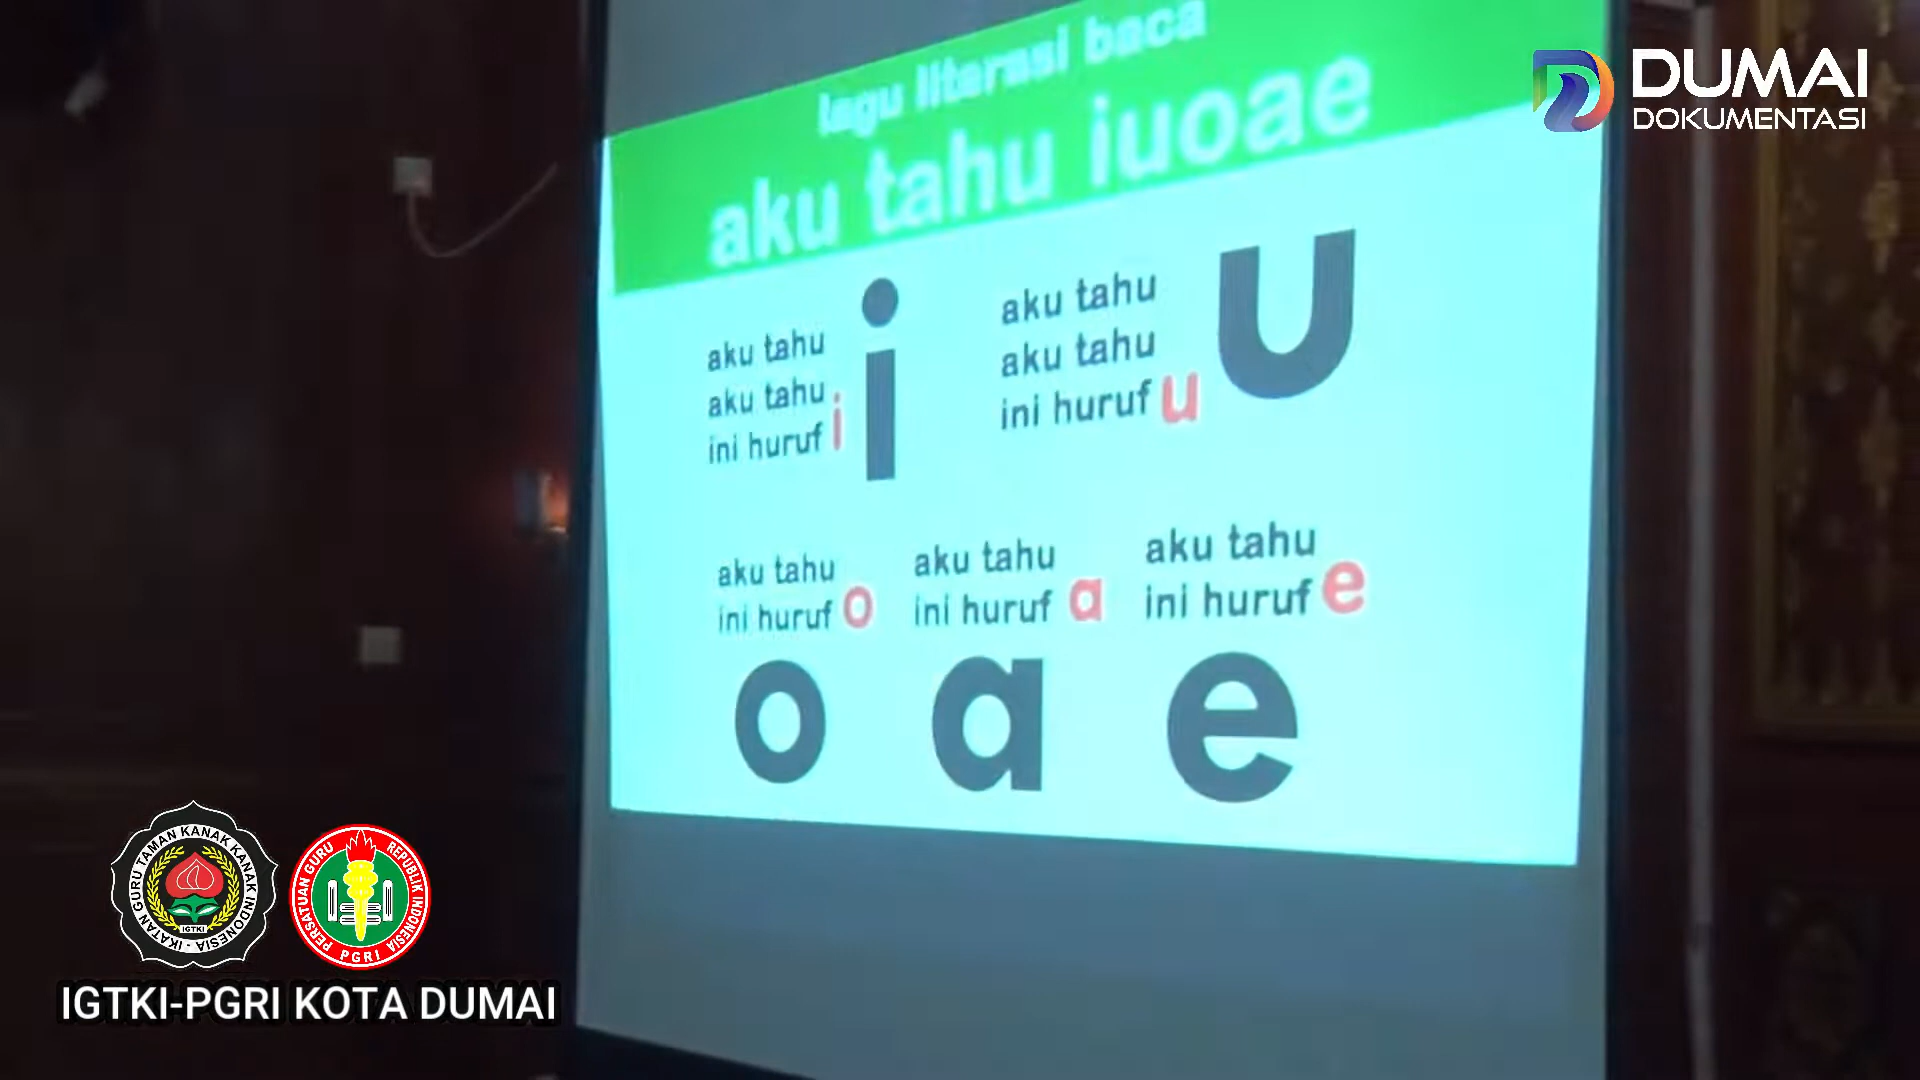 lagu literasi baca
aku tahu iuoae
aku tahu
aku tahu
ini huruf i
i
aku tahu
aku tahu
ini huruf u
u
aku tahu
ini huruf o
o
aku tahu
ini huruf a
a
aku tahu
ini huruf e
e
DUMAI
DOKUMENTASI
IKATAN GURU TAMAN KANAK KANAK INDONESIA
IGTKI
PERSATUAN GURU REPUBLIK INDONESIA
PGRI
IGTKI-PGRI KOTA DUMAI